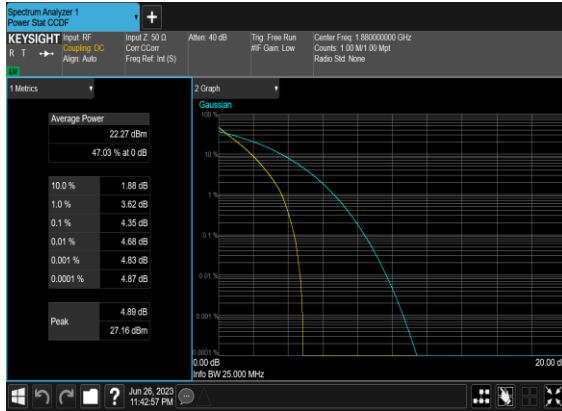 Spectrum Analyzer 1
Power Stat CCDF
+
KEYSIGHT
R T
LU
Input: RF
Coupling: DC
Align: Auto
Input Z: 50 Ω
Corr CCorr
Freq Ref: Int (S)
Atten: 40 dB
Trig: Free Run
#IF Gain: Low
Center Freq: 1.880000000 GHz
Counts: 1.00 M/1.00 Mpt
Radio Std: None
1 Metrics
Average Power
22.27 dBm
47.03 % at 0 dB
10.0 % 1.88 dB
1.0 % 3.62 dB
0.1 % 4.35 dB
0.01 % 4.68 dB
0.001 % 4.83 dB
0.0001 % 4.87 dB
Peak
4.89 dB
27.16 dBm
2 Graph
Gaussian
100 %
10 %
1 %
0.1 %
0.01 %
0.001 %
0.0001 %
0.00 dB 20.00 d
Info BW 25.000 MHz
?
Jun 26, 2023
11:42:57 PM